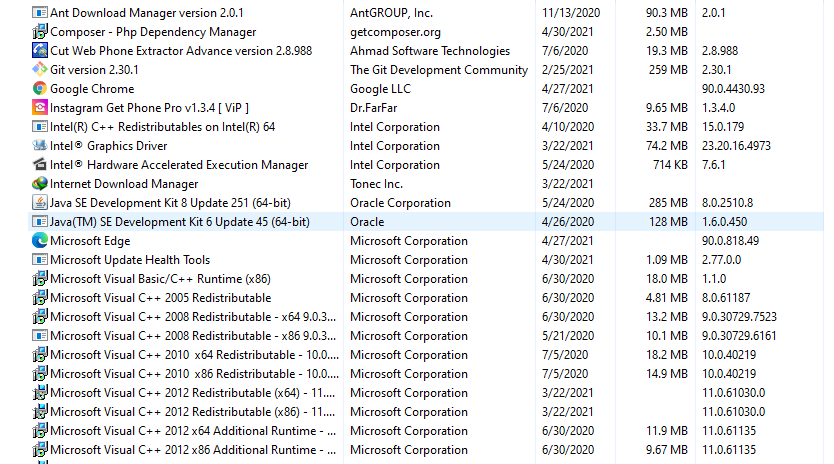 Ant Download Manager version 2.0.1 AntGROUP, Inc. 11/13/2020 90.3 MB 2.0.1
Composer - Php Dependency Manager getcomposer.org 4/30/2021 2.50 MB
Cut Web Phone Extractor Advance version 2.8.988 Ahmad Software Technologies 7/6/2020 19.3 MB 2.8.988
Git version 2.30.1 The Git Development Community 2/25/2021 259 MB 2.30.1
Google Chrome Google LLC 4/27/2021 90.0.4430.93
Instagram Get Phone Pro v1.3.4 [ ViP ] Dr.FarFar 7/6/2020 9.65 MB 1.3.4.0
Intel(R) C++ Redistributables on Intel(R) 64 Intel Corporation 4/10/2020 33.7 MB 15.0.179
Intel® Graphics Driver Intel Corporation 3/22/2021 74.2 MB 23.20.16.4973
Intel® Hardware Accelerated Execution Manager Intel Corporation 5/24/2020 714 KB 7.6.1
Internet Download Manager Tonec Inc. 3/22/2021
Java SE Development Kit 8 Update 251 (64-bit) Oracle Corporation 5/24/2020 285 MB 8.0.2510.8
Java(TM) SE Development Kit 6 Update 45 (64-bit) Oracle 4/26/2020 128 MB 1.6.0.450
Microsoft Edge Microsoft Corporation 4/27/2021 90.0.818.49
Microsoft Update Health Tools Microsoft Corporation 4/30/2021 1.09 MB 2.77.0.0
Microsoft Visual Basic/C++ Runtime (x86) Microsoft Corporation 6/30/2020 18.0 MB 1.1.0
Microsoft Visual C++ 2005 Redistributable Microsoft Corporation 6/30/2020 4.81 MB 8.0.61187
Microsoft Visual C++ 2008 Redistributable - x64 9.0.3... Microsoft Corporation 6/30/2020 13.2 MB 9.0.30729.7523
Microsoft Visual C++ 2008 Redistributable - x86 9.0.3... Microsoft Corporation 5/21/2020 10.1 MB 9.0.30729.6161
Microsoft Visual C++ 2010 x64 Redistributable - 10.0.... Microsoft Corporation 7/5/2020 18.2 MB 10.0.40219
Microsoft Visual C++ 2010 x86 Redistributable - 10.0.... Microsoft Corporation 7/5/2020 14.9 MB 10.0.40219
Microsoft Visual C++ 2012 Redistributable (x64) - 11.... Microsoft Corporation 3/22/2021 11.0.61030.0
Microsoft Visual C++ 2012 Redistributable (x86) - 11.... Microsoft Corporation 3/22/2021 11.0.61030.0
Microsoft Visual C++ 2012 x64 Additional Runtime - ... Microsoft Corporation 6/30/2020 11.9 MB 11.0.61135
Microsoft Visual C++ 2012 x86 Additional Runtime - ... Microsoft Corporation 6/30/2020 9.67 MB 11.0.61135